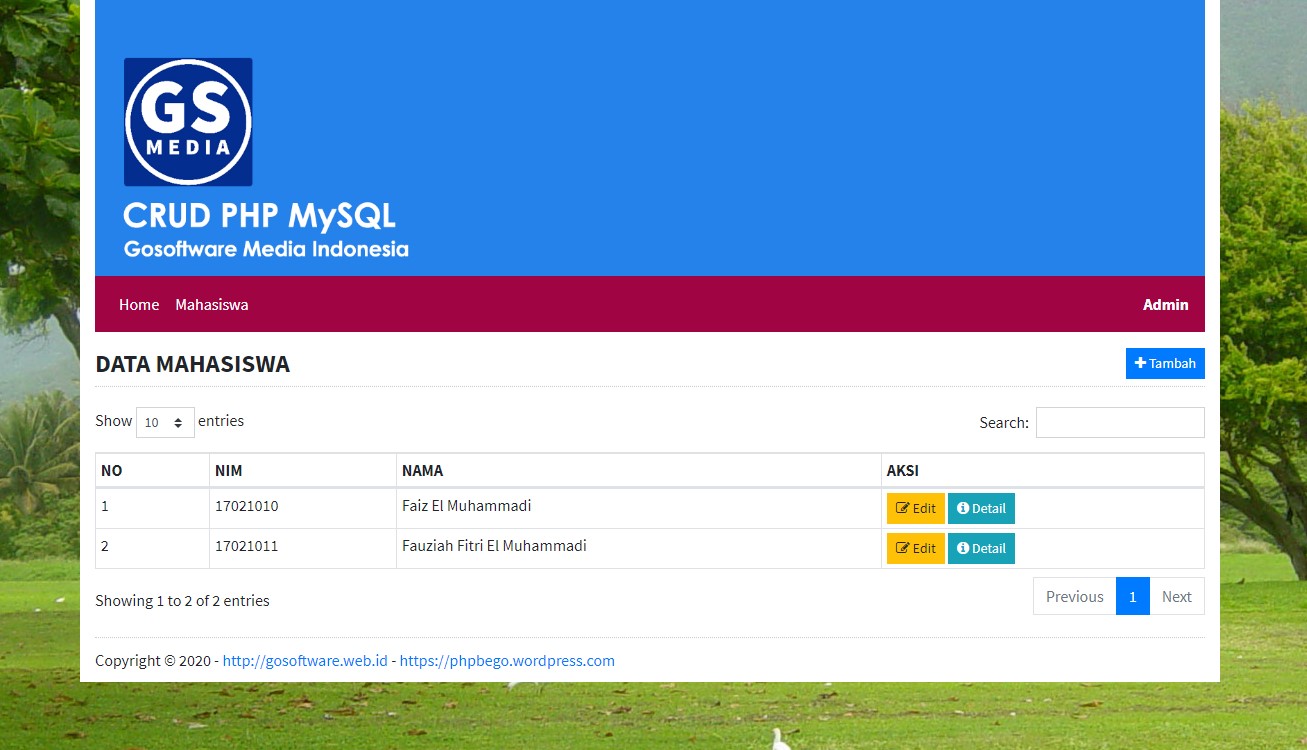 GS
MEDIA
CRUD PHP MySQL
Gosoftware Media Indonesia
Home Mahasiswa Admin
DATA MAHASISWA Tambah
Show 10 entries Search:
NO NIM NAMA AKSI
1 17021010 Faiz El Muhammadi Edit Detail
2 17021011 Fauziah Fitri El Muhammadi Edit Detail
Showing 1 to 2 of 2 entries Previous 1 Next
Copyright © 2020 - http://gosoftware.web.id - https://phpbego.wordpress.com